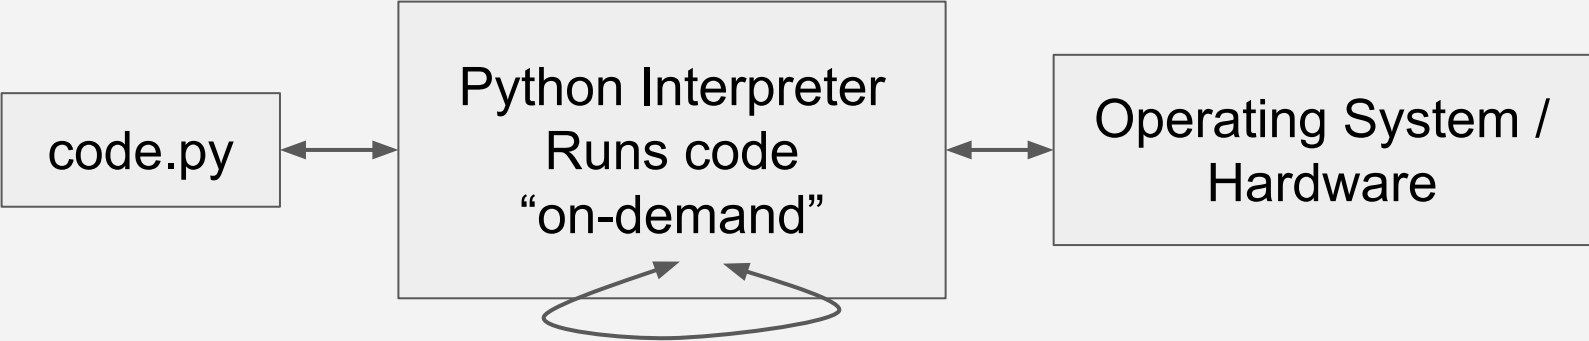 code.py
Python Interpreter
Runs code
“on-demand”
Operating System /
Hardware